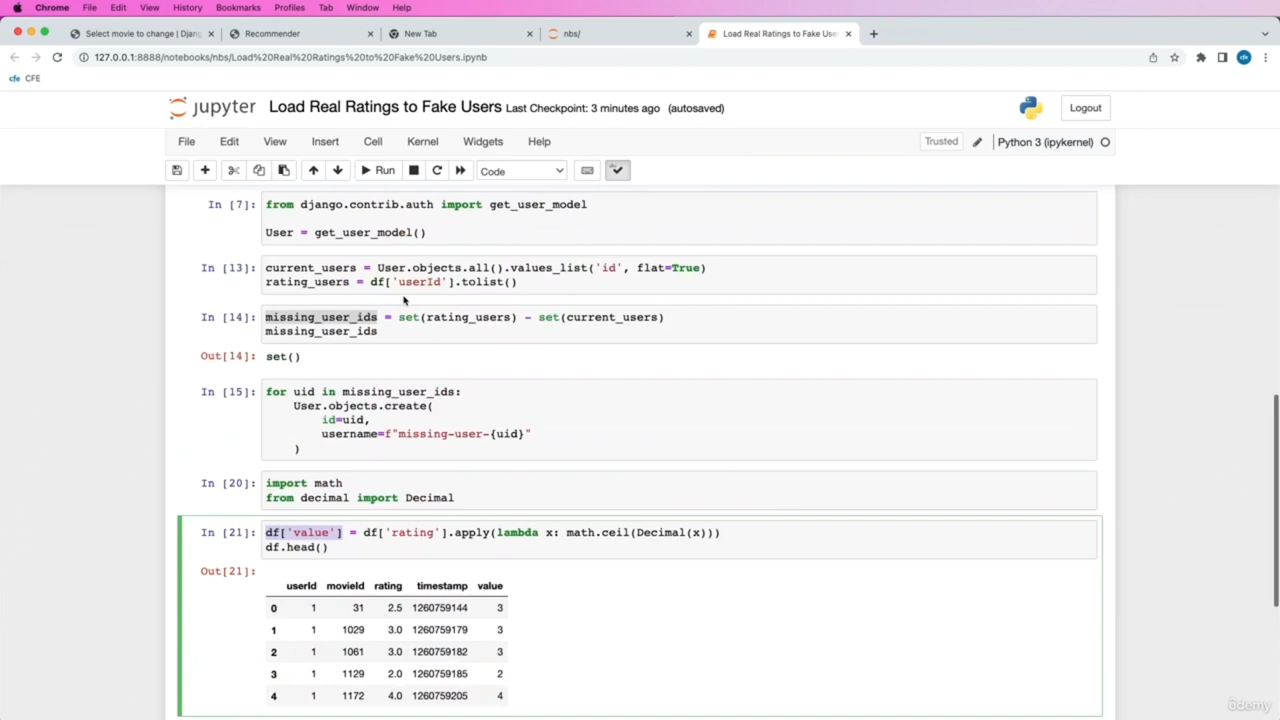 Chrome File Edit View History Bookmarks Profiles Tab Window Help
Select movie to change | Djang
Recommender
New Tab
nbs/
Load Real Ratings to Fake User
127.0.0.1:8888/notebooks/nbs/Load%20Real%20Ratings%20to%20Fake%20Users.ipynb
cfe CFE
jupyter Load Real Ratings to Fake Users Last Checkpoint: 3 minutes ago (autosaved)
Logout
File Edit View Insert Cell Kernel Widgets Help
Trusted
Python 3 (ipykernel)
Run
Code
In [7]: from django.contrib.auth import get_user_model
User = get_user_model()
In [13]: current_users = User.objects.all().values_list('id', flat=True)
rating_users = df['userId'].tolist()
In [14]: missing_user_ids = set(rating_users) - set(current_users)
missing_user_ids
Out[14]: set()
In [15]: for uid in missing_user_ids:
User.objects.create(
id=uid,
username=f"missing-user-{uid}"
)
In [20]: import math
from decimal import Decimal
In [21]: df['value'] = df['rating'].apply(lambda x: math.ceil(Decimal(x)))
df.head()
Out[21]:
userId movieId rating timestamp value
0 1 31 2.5 1260759144 3
1 1 1029 3.0 1260759179 3
2 1 1061 3.0 1260759182 3
3 1 1129 2.0 1260759185 2
4 1 1172 4.0 1260759205 4
ûdemy